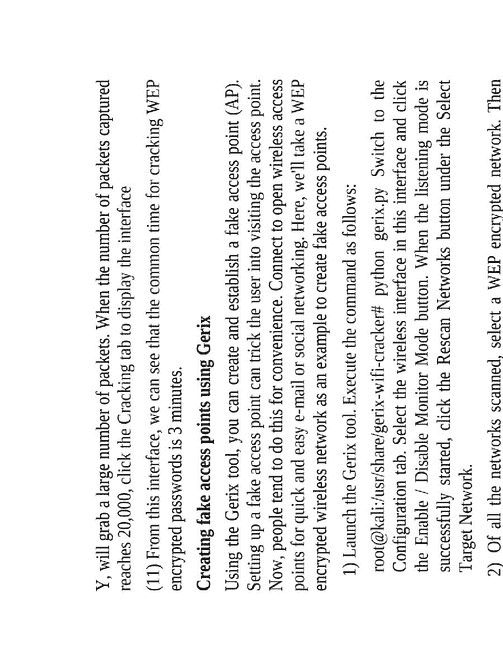 Y, will grab a large number of packets. When the number of packets captured
reaches 20,000, click the Cracking tab to display the interface
(11) From this interface, we can see that the common time for cracking WEP
encrypted passwords is 3 minutes.
Creating fake access points using Gerix
Using the Gerix tool, you can create and establish a fake access point (AP).
Setting up a fake access point can trick the user into visiting the access point.
Now, people tend to do this for convenience. Connect to open wireless access
points for quick and easy e-mail or social networking. Here, we'll take a WEP
encrypted wireless network as an example to create fake access points.
1) Launch the Gerix tool. Execute the command as follows:
root@kali:/usr/share/gerix-wifi-cracker# python gerix.py Switch to the
Configuration tab. Select the wireless interface in this interface and click
the Enable / Disable Monitor Mode button. When the listening mode is
successfully started, click the Rescan Networks button under the Select
Target Network.
2) Of all the networks scanned, select a WEP encrypted network. Then